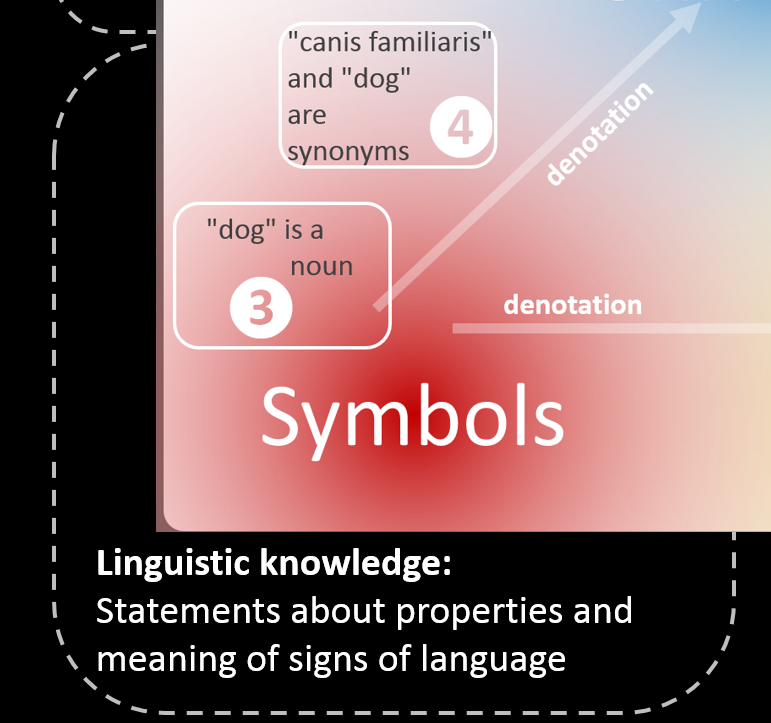 "canis familiaris"
and "dog"
are
synonyms
4
denotation
"dog" is a
noun
3
denotation
Symbols
Linguistic knowledge:
Statements about properties and
meaning of signs of language